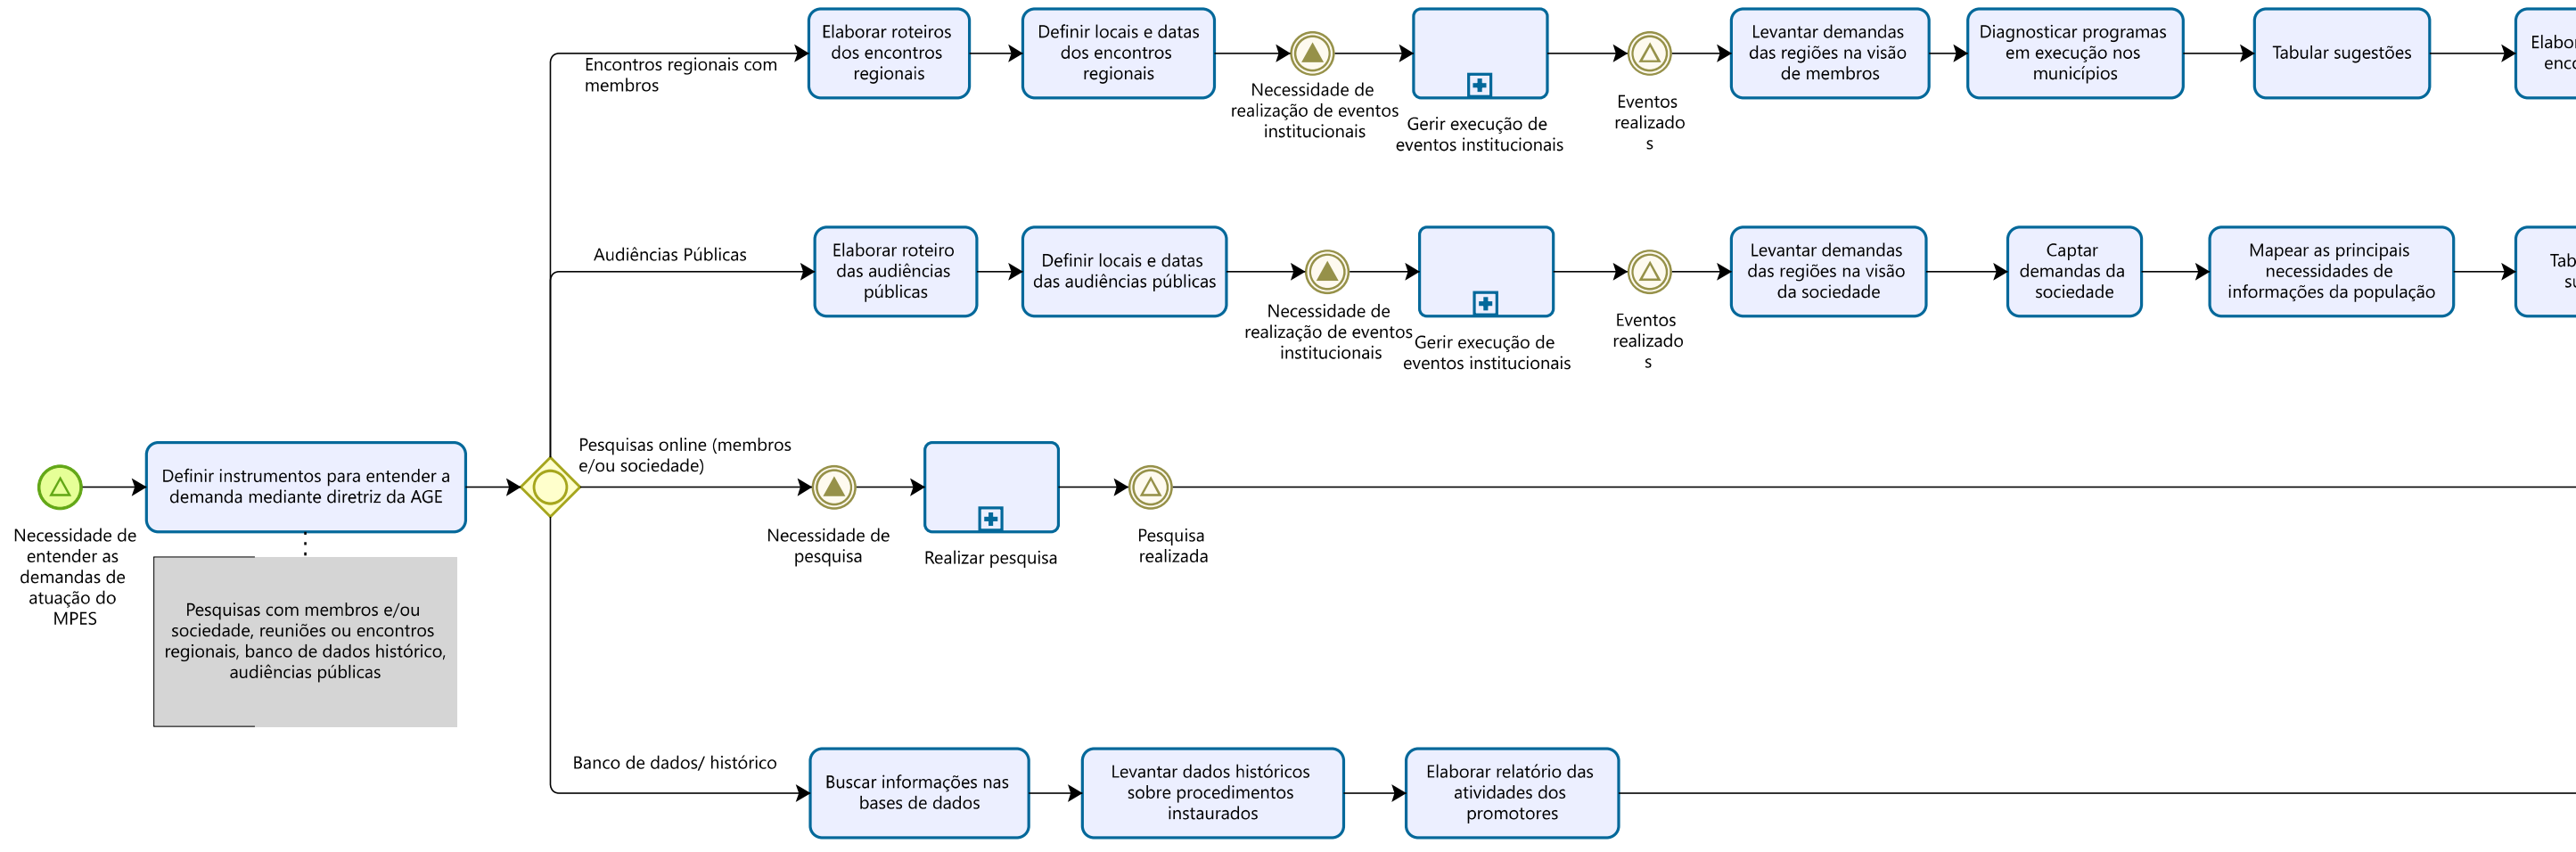 Elaborar roteiros
dos encontros
regionais
Definir locais e datas
dos encontros
regionais
Levantar demandas
das regiões na visão
de membros
Diagnosticar programas
em execução nos
municípios
Tabular sugestões
Encontros regionais com
membros
Necessidade de
realização de eventos
institucionais
Gerir execução de
eventos institucionais
Eventos
realizado
s
Audiências Públicas
Elaborar roteiro
das audiências
públicas
Definir locais e datas
das audiências públicas
Levantar demandas
das regiões na visão
da sociedade
Captar
demandas da
sociedade
Mapear as principais
necessidades de
informações da população
Necessidade de
realização de eventos
institucionais
Gerir execução de
eventos institucionais
Eventos
realizado
s
Pesquisas online (membros
e/ou sociedade)
Definir instrumentos para entender a
demanda mediante diretriz da AGE
Necessidade de
entender as
demandas de
atuação do
MPES
Necessidade de
pesquisa
Realizar pesquisa
Pesquisa
realizada
Pesquisas com membros e/ou
sociedade, reuniões ou encontros
regionais, banco de dados histórico,
audiências públicas
Banco de dados/ histórico
Buscar informações nas
bases de dados
Levantar dados históricos
sobre procedimentos
instaurados
Elaborar relatório das
atividades dos
promotores